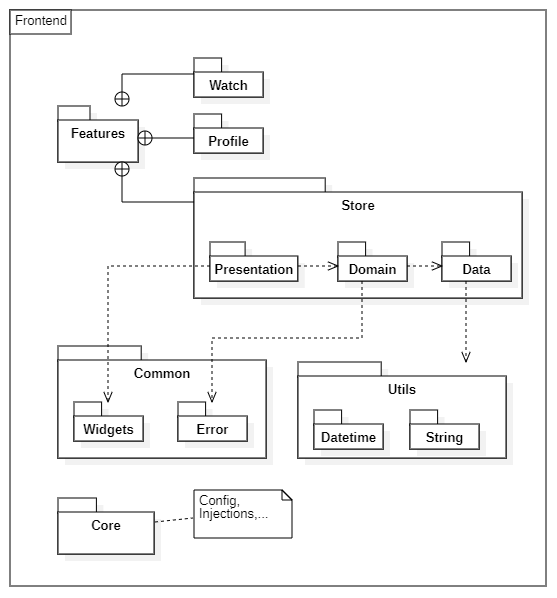 Frontend
Watch
Features
Profile
Store
Presentation
Domain
Data
Common
Utils
Widgets
Error
Datetime
String
Core
Config,
Injections,...